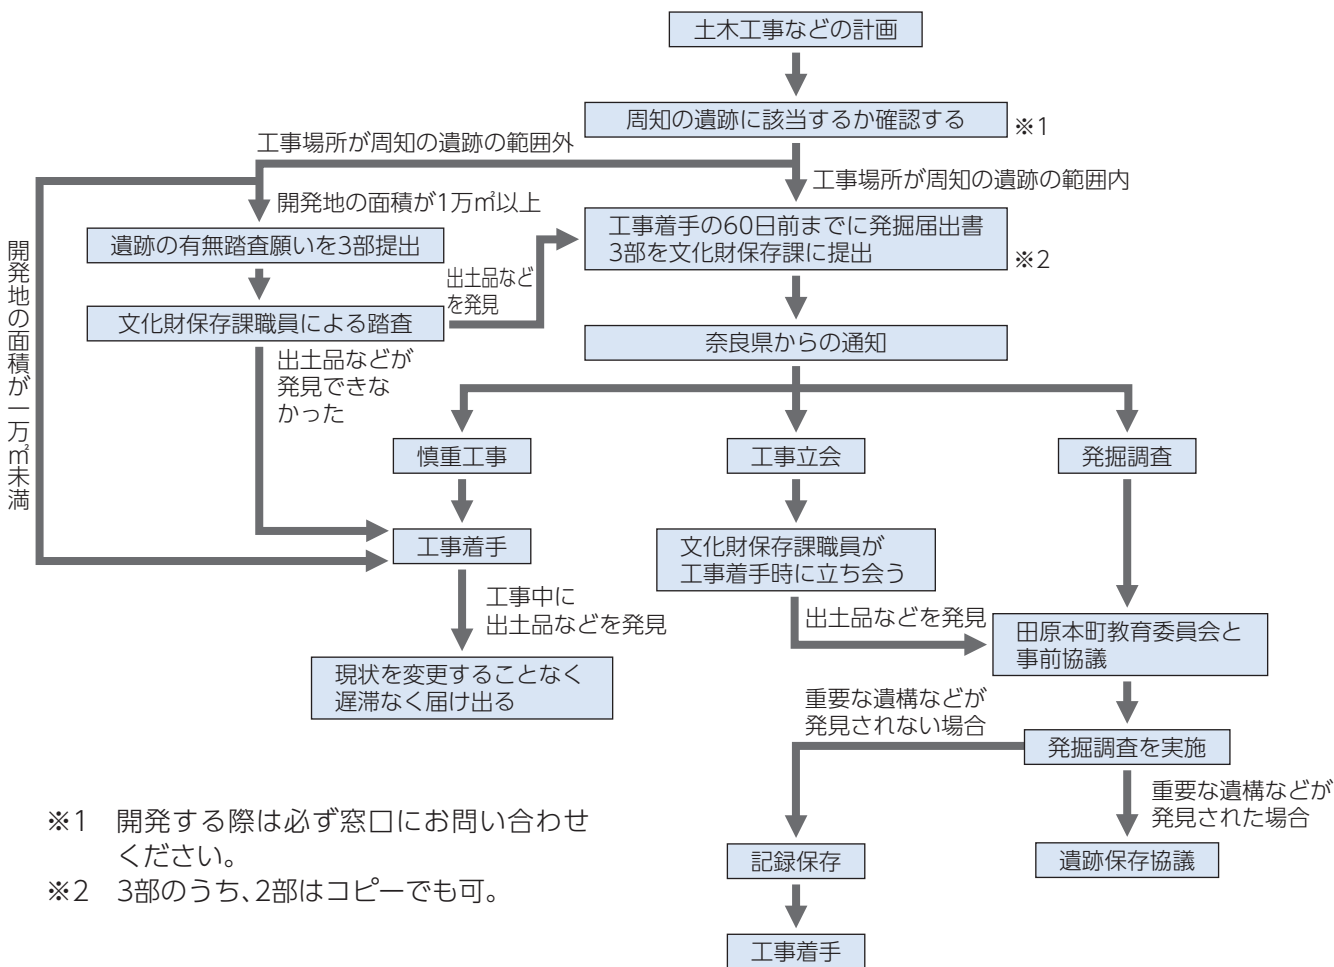 土木工事などの計画
周知の遺跡に該当するか確認する
※1
工事場所が周知の遺跡の範囲外
工事場所が周知の遺跡の範囲内
開発地の面積が1万㎡以上
開発地の面積が一万㎡未満
遺跡の有無踏査願いを3部提出
工事着手の60日前までに発掘届出書
3部を文化財保存課に提出
※2
出土品など
を発見
文化財保存課職員による踏査
奈良県からの通知
出土品などが
発見できな
かった
慎重工事
工事立会
発掘調査
工事着手
文化財保存課職員が
工事着手時に立ち会う
工事中に
出土品などを発見
出土品などを発見
田原本町教育委員会と
事前協議
現状を変更することなく
遅滞なく届け出る
重要な遺構などが
発見されない場合
発掘調査を実施
重要な遺構などが
発見された場合
記録保存
遺跡保存協議
工事着手
※1 開発する際は必ず窓口にお問い合わせ
ください。
※2 3部のうち、2部はコピーでも可。